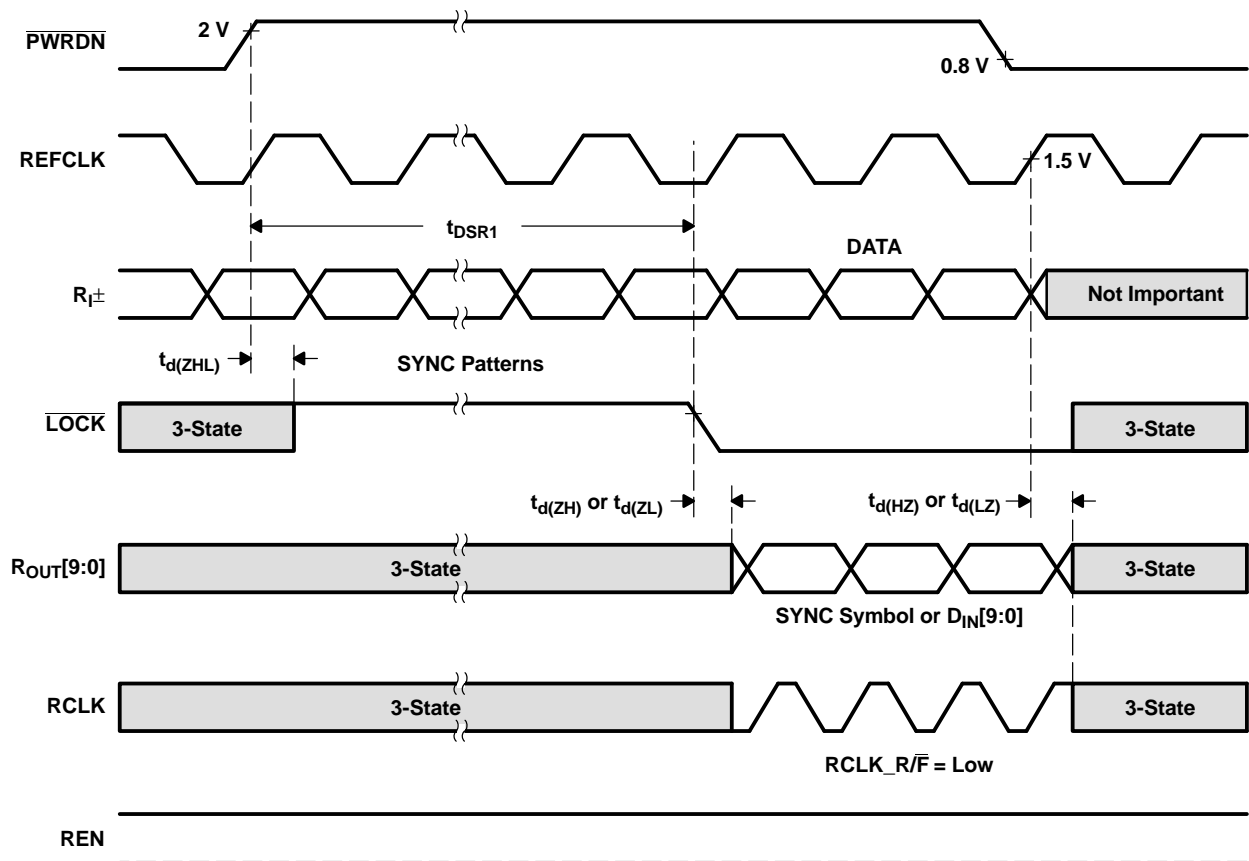 PWRDN
2 V
0.8 V
REFCLK
1.5 V
tDSR1
DATA
RI±
Not Important
td(ZHL)
SYNC Patterns
LOCK
3-State
3-State
td(ZH) or td(ZL)
td(HZ) or td(LZ)
ROUT[9:0]
3-State
3-State
SYNC Symbol or DIN[9:0]
RCLK
3-State
3-State
RCLK_R/F̅ = Low
REN